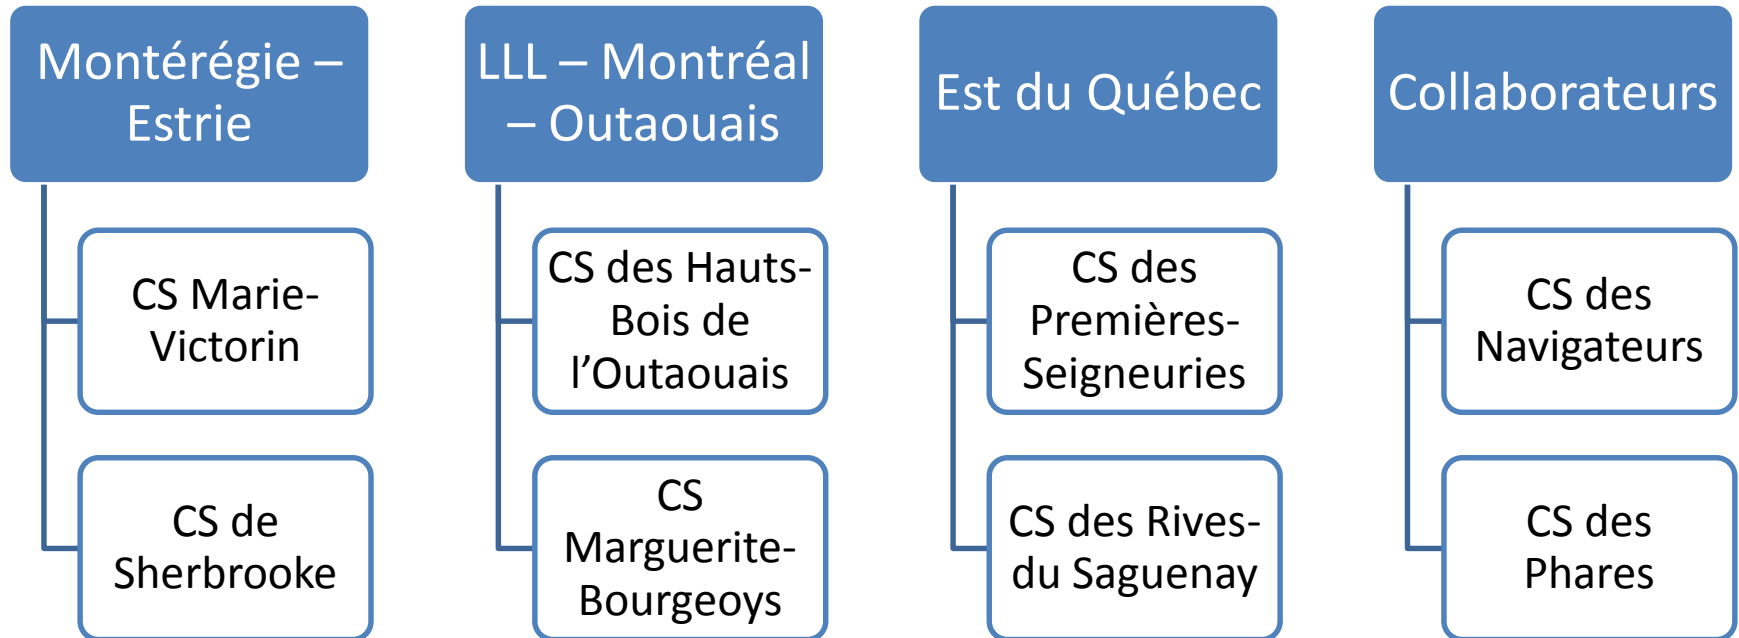 Montérégie –
Estrie
CS Marie-
Victorin
CS de
Sherbrooke
LLL – Montréal
– Outaouais
CS des Hauts-
Bois de
l’Outaouais
CS
Marguerite-
Bourgeoys
Est du Québec
CS des
Premières-
Seigneuries
CS des Rives-
du Saguenay
Collaborateurs
CS des
Navigateurs
CS des
Phares